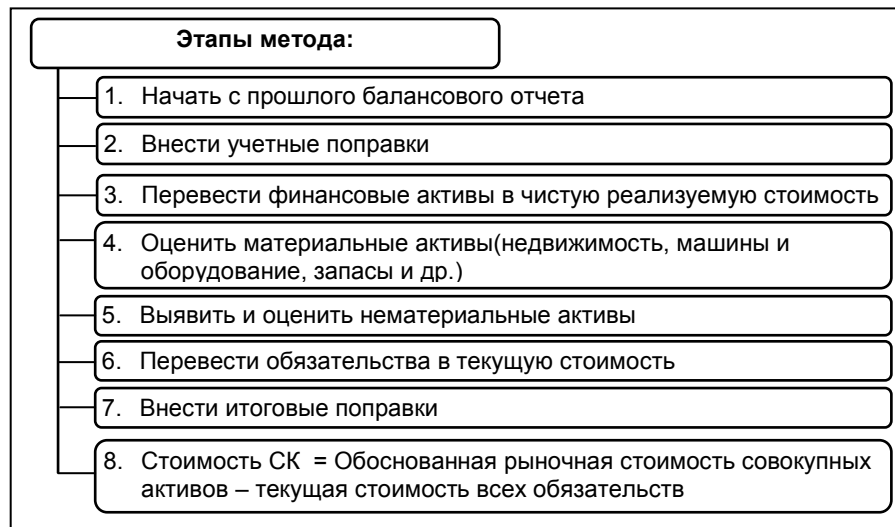 Этапы метода:
1. Начать с прошлого балансового отчета
2. Внести учетные поправки
3. Перевести финансовые активы в чистую реализуемую стоимость
4. Оценить материальные активы(недвижимость, машины и
оборудование, запасы и др.)
5. Выявить и оценить нематериальные активы
6. Перевести обязательства в текущую стоимость
7. Внести итоговые поправки
8. Стоимость СК = Обоснованная рыночная стоимость совокупных
активов – текущая стоимость всех обязательств